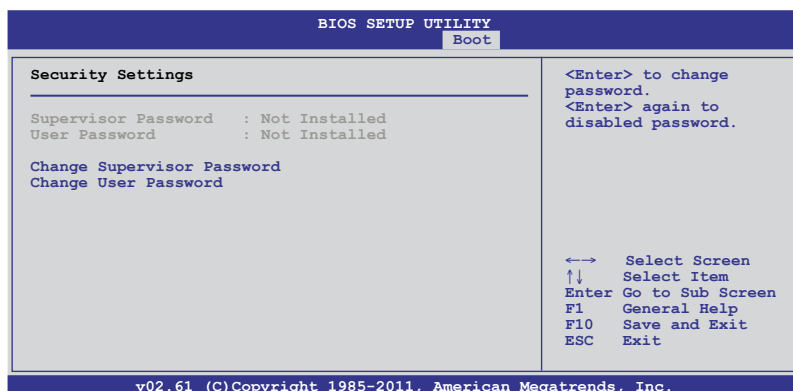 BIOS SETUP UTILITY
Boot
Security Settings
Supervisor Password : Not Installed
User Password : Not Installed
Change Supervisor Password
Change User Password
<Enter> to change
password.
<Enter> again to
disabled password.
←→ Select Screen
↑↓ Select Item
Enter Go to Sub Screen
F1 General Help
F10 Save and Exit
ESC Exit
v02.61 (C)Copyright 1985-2011, American Megatrends, Inc.